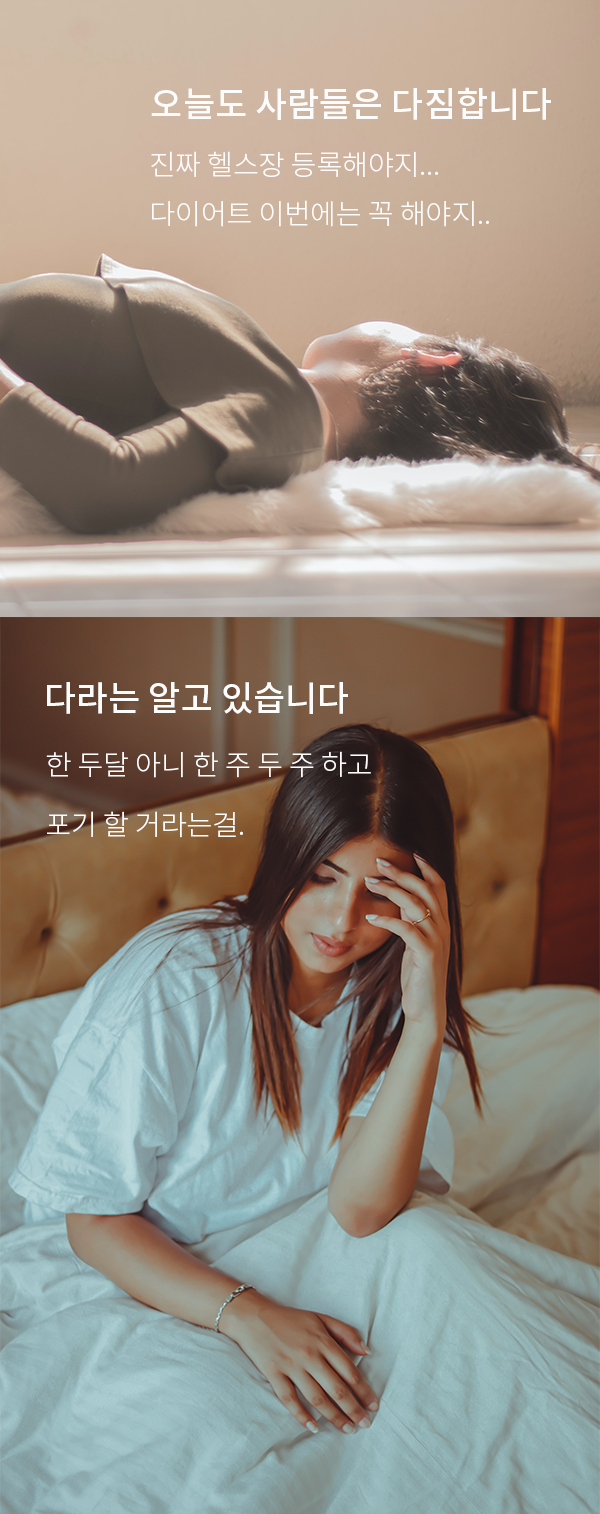 오늘도 사람들은 다짐합니다
진짜 헬스장 등록해야지...
다이어트 이번에는 꼭 해야지..
다라는 알고 있습니다
한 두달 아니 한 주 두 주 하고
포기 할 거라는걸.